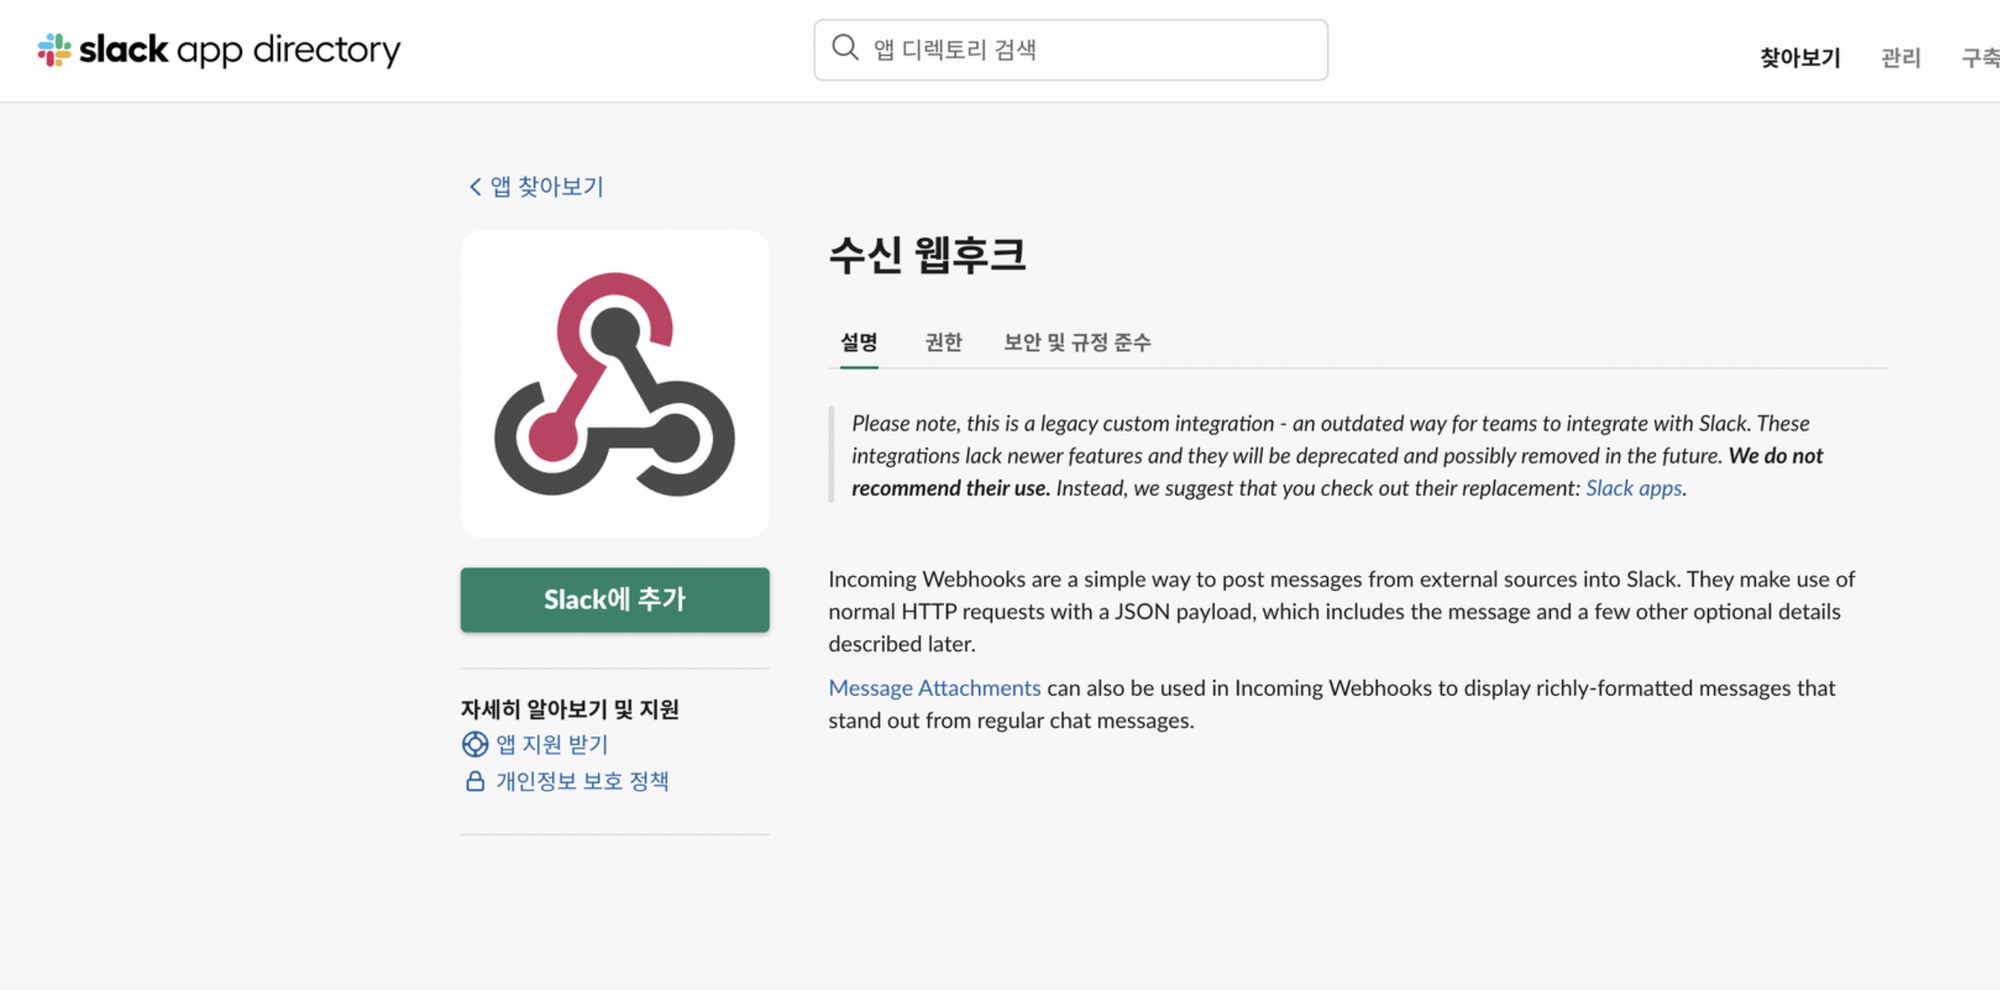 slack app directory
앱 디렉토리 검색
찾아보기
관리
구축
앱 찾아보기
수신 웹후크
설명
권한
보안 및 규정 준수
Please note, this is a legacy custom integration - an outdated way for teams to integrate with Slack. These
integrations lack newer features and they will be deprecated and possibly removed in the future. We do not
recommend their use. Instead, we suggest that you check out their replacement: Slack apps.
Slack에 추가
Incoming Webhooks are a simple way to post messages from external sources into Slack. They make use of
normal HTTP requests with a JSON payload, which includes the message and a few other optional details
described later.
Message Attachments can also be used in Incoming Webhooks to display richly-formatted messages that
stand out from regular chat messages.
자세히 알아보기 및 지원
앱 지원 받기
개인정보 보호 정책